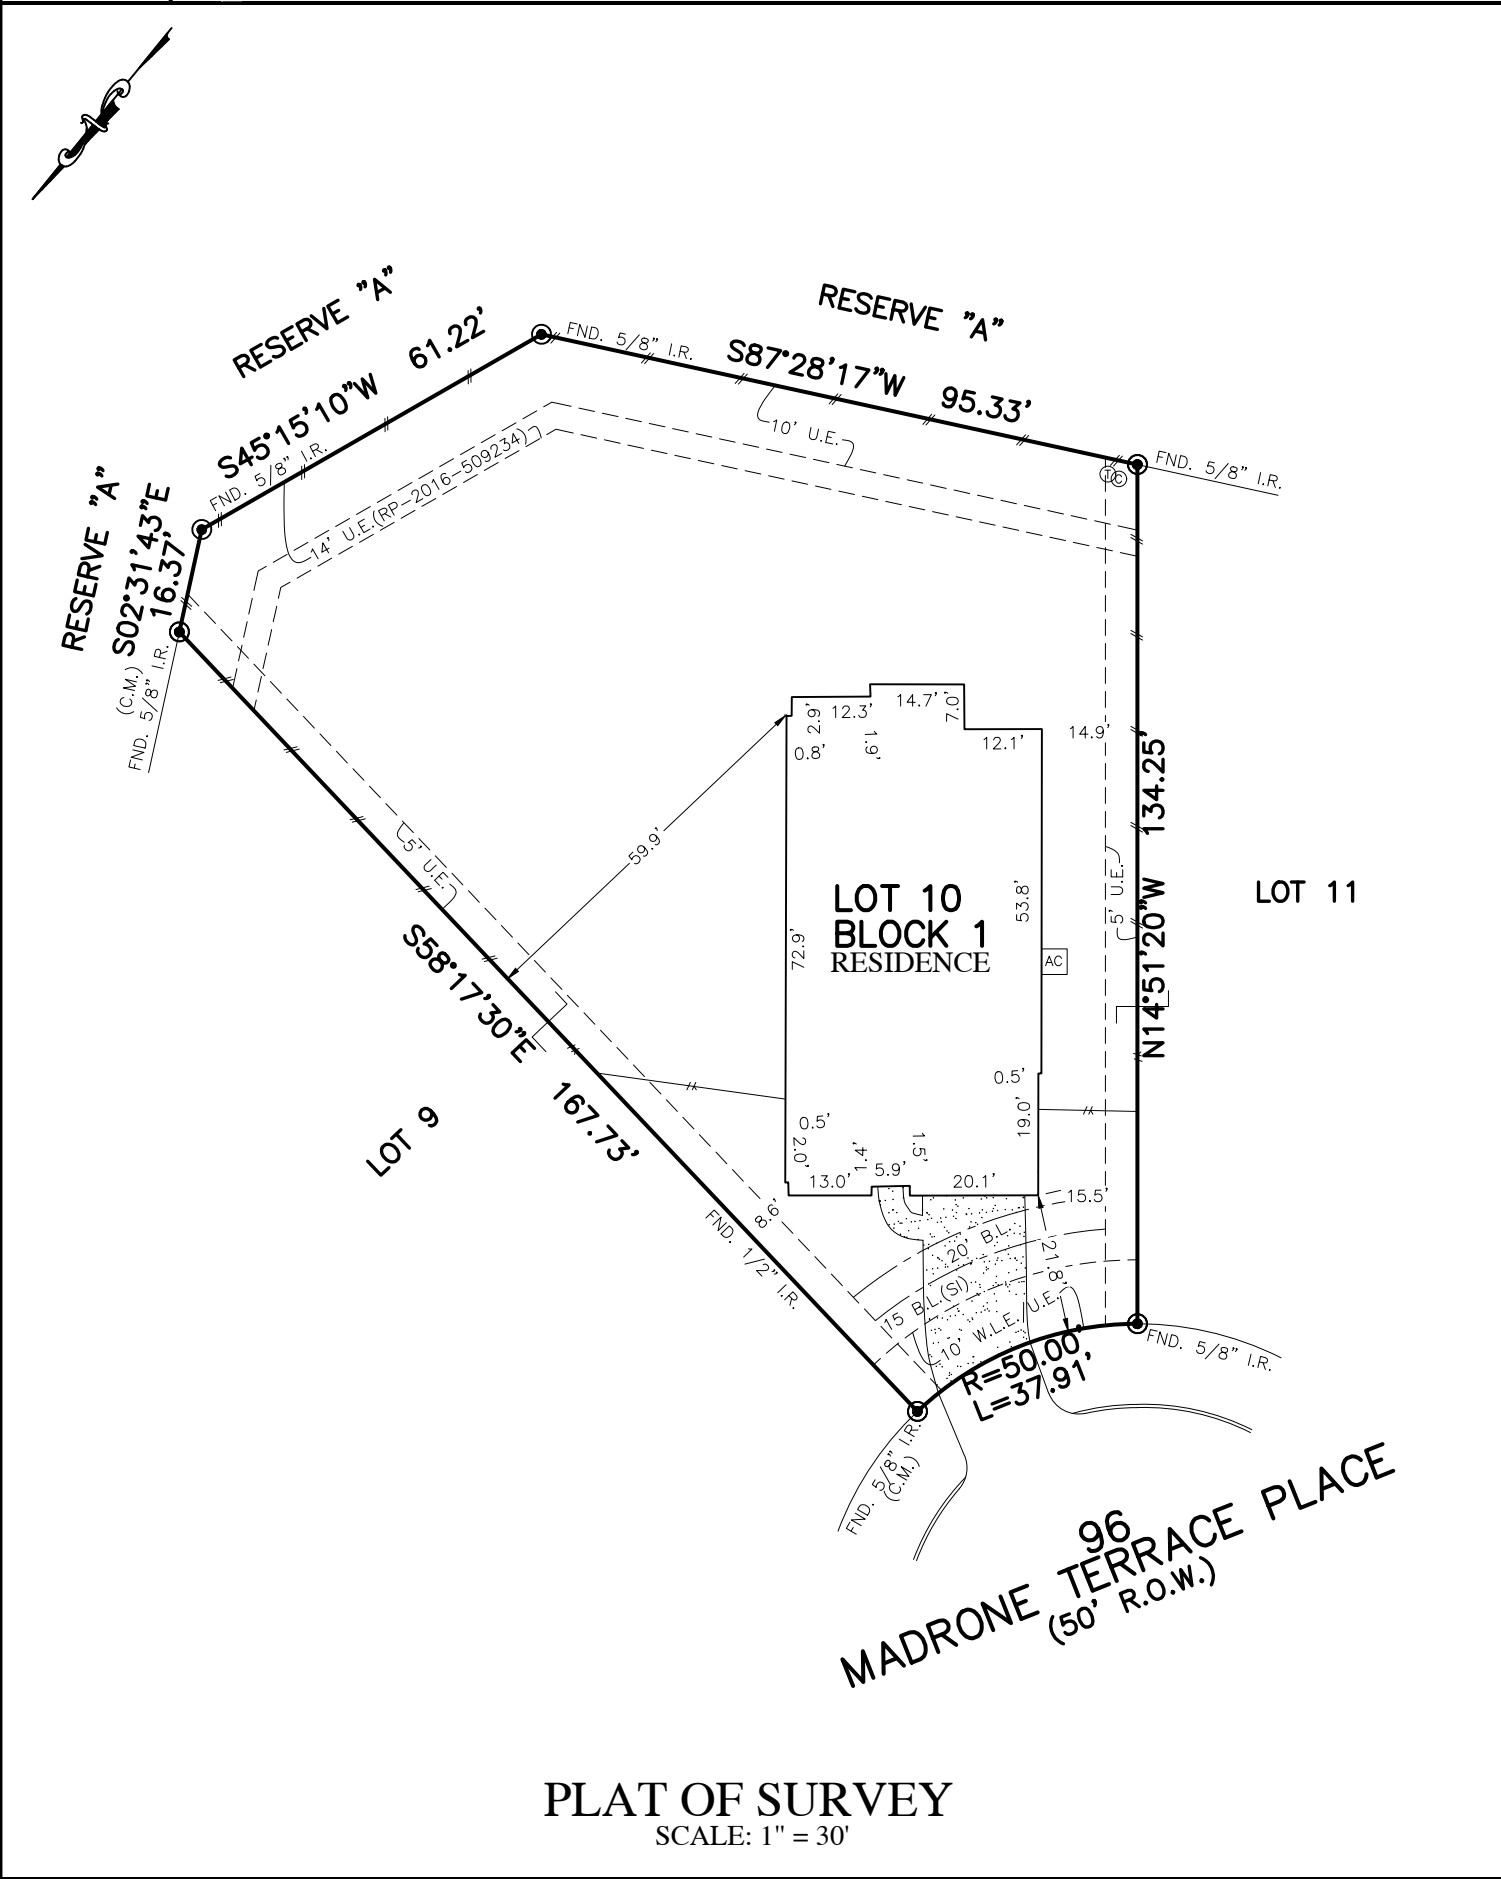 RESERVE "A"
S45°15'10"W 61.22'
FND. 5/8" I.R.
RESERVE "A"
FND. 5/8" I.R.
S87°28'17"W 95.33'
10' U.E.
T
C
FND. 5/8" I.R.
14' U.E.(RP-2016-509234)
RESERVE "A"
S02°31'43"E
16.37'
(C.M.)
FND. 5/8" I.R.
14.7'
7.0'
12.3'
2.9'
1.9'
0.8'
12.1'
14.9'
N14°51'20"W 134.25'
5' U.E.
59.9'
5' U.E.
LOT 10
BLOCK 1
RESIDENCE
53.8'
72.9'
AC
LOT 11
S58°17'30"E 167.73'
LOT 9
0.5'
19.0'
0.5'
2.0'
13.0'
1.4'
5.9'
1.5'
20.1'
15.5'
8.6'
FND. 1/2" I.R.
20' B.L.
21.8'
15 B.L.(SI)
10' W.L.E. U.E.
R=50.00'
L=37.91'
FND. 5/8" I.R.
FND. 5/8" I.R.
(C.M.)
96
MADRONE TERRACE PLACE
(50' R.O.W.)
PLAT OF SURVEY
SCALE: 1" = 30'